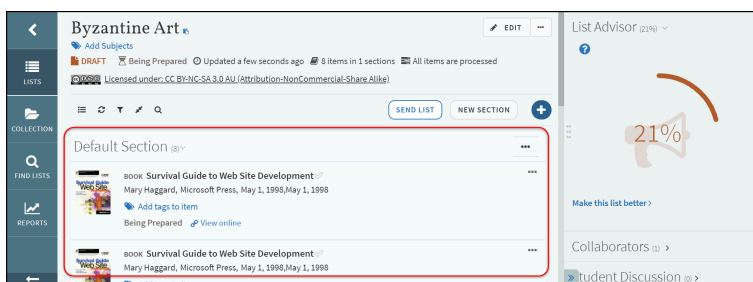 Byzantine Art
EDIT
Add Subjects
DRAFT Being Prepared Updated a few seconds ago 8 items in 1 sections All items are processed
Licensed under: CC BY-NC-SA 3.0 AU (Attribution-NonCommercial-Share Alike)
SEND LIST NEW SECTION
Default Section (8)
BOOK Survival Guide to Web Site Development
Mary Haggard, Microsoft Press, May 1, 1998,May 1, 1998
Add tags to item
Being Prepared View online
BOOK Survival Guide to Web Site Development
Mary Haggard, Microsoft Press, May 1, 1998,May 1, 1998
LISTS
COLLECTION
FIND LISTS
REPORTS
List Advisor (21%)
21%
Make this list better
Collaborators (1)
tudent Discussion (0)